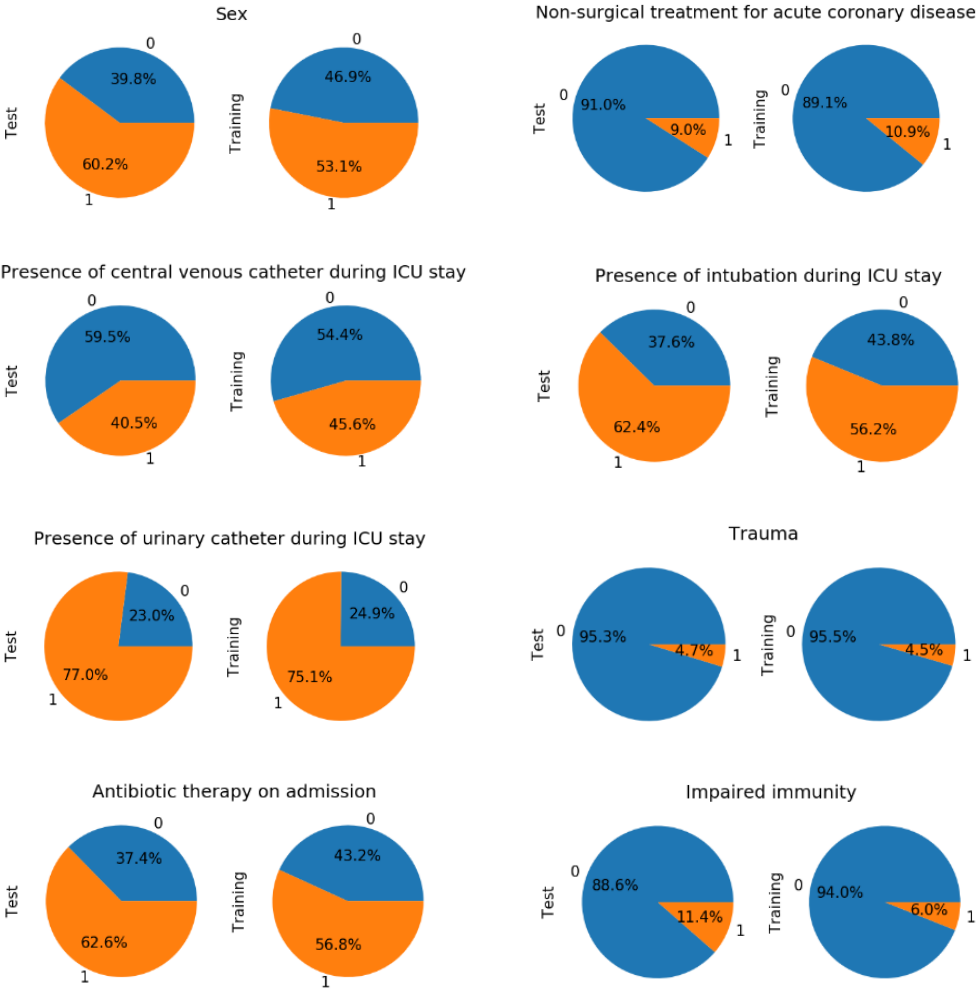 Sex
Test
0
39.8%
60.2%
1
Training
0
46.9%
53.1%
1
Non-surgical treatment for acute coronary disease
Test
0
91.0%
9.0%
1
Training
0
89.1%
10.9%
1
Presence of central venous catheter during ICU stay
Test
0
59.5%
40.5%
1
Training
0
54.4%
45.6%
1
Presence of intubation during ICU stay
Test
0
37.6%
62.4%
1
Training
0
43.8%
56.2%
1
Presence of urinary catheter during ICU stay
Test
0
23.0%
77.0%
1
Training
0
24.9%
75.1%
1
Trauma
Test
0
95.3%
4.7%
1
Training
0
95.5%
4.5%
1
Antibiotic therapy on admission
Test
0
37.4%
62.6%
1
Training
0
43.2%
56.8%
1
Impaired immunity
Test
0
88.6%
11.4%
1
Training
0
94.0%
6.0%
1